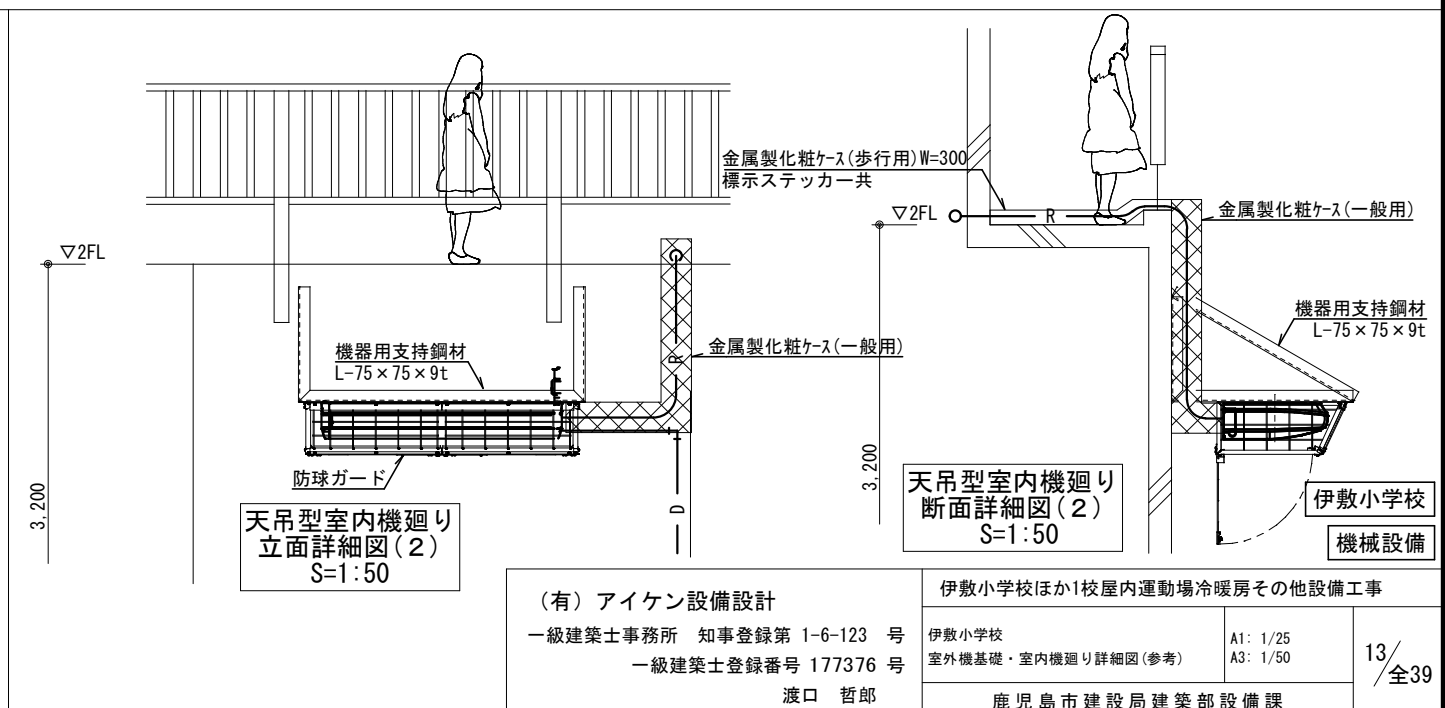 ▽2FL
3,200
機器用支持鋼材
L-75×75×9t
防球ガード
R
金属製化粧ケース(一般用)
D
天吊型室内機廻り
立面詳細図(2)
S=1:50
金属製化粧ケース(歩行用)W=300
標示ステッカー共
▽2FL
R
金属製化粧ケース(一般用)
機器用支持鋼材
L-75×75×9t
3,200
天吊型室内機廻り
断面詳細図(2)
S=1:50
伊敷小学校
機械設備
(有)アイケン設備設計
一級建築士事務所 知事登録第 1-6-123 号
一級建築士登録番号 177376 号
渡口 哲郎
伊敷小学校ほか1校屋内運動場冷暖房その他設備工事
伊敷小学校
室外機基礎・室内機廻り詳細図(参考)
A1: 1/25
A3: 1/50
13/全39
鹿児島市建設局建築部設備課